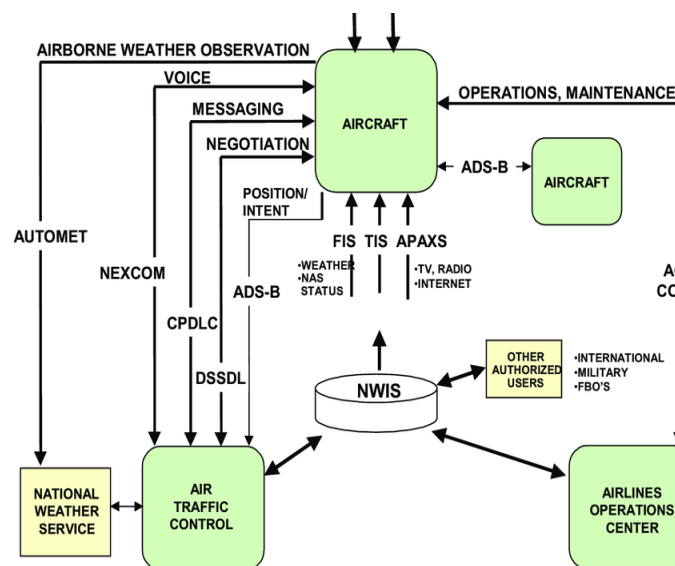 AIRBORNE WEATHER OBSERVATION
VOICE
MESSAGING
NEGOTIATION
POSITION/
INTENT
AIRCRAFT
OPERATIONS, MAINTENANCE
ADS-B
AIRCRAFT
AUTOMET
NEXCOM
CPDLC
DSSDL
ADS-B
FIS
TIS
APAXS
•WEATHER
•NAS
STATUS
•TV, RADIO
•INTERNET
NWIS
OTHER
AUTHORIZED
USERS
•INTERNATIONAL
•MILITARY
•FBO'S
NATIONAL
WEATHER
SERVICE
AIR
TRAFFIC
CONTROL
AIRLINES
OPERATIONS
CENTER